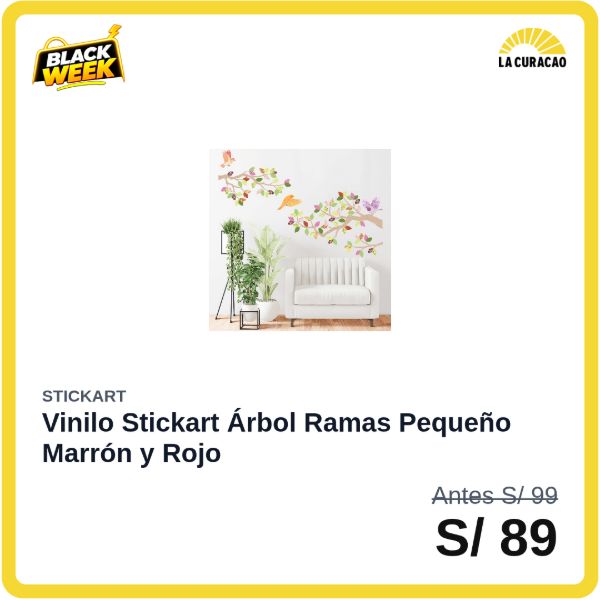 BLACK
WEEK
LA CURACAO
STICKART
Vinilo Stickart Árbol Ramas Pequeño
Marrón y Rojo
Antes S/ 99
S/ 89